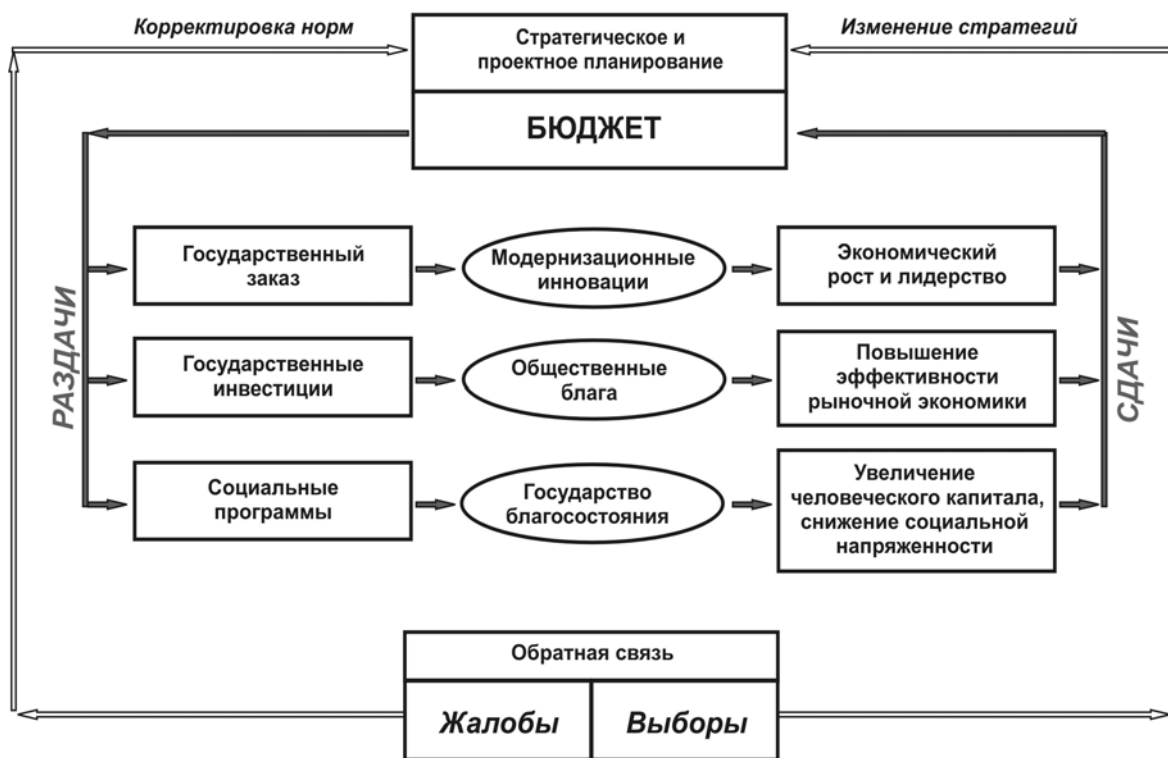 Корректировка норм
Стратегическое и
проектное планирование
Изменение стратегий
БЮДЖЕТ
РАЗДАЧИ
Государственный
заказ
Модернизационные
инновации
Экономический
рост и лидерство
Государственные
инвестиции
Общественные
блага
Повышение
эффективности
рыночной экономики
Социальные
программы
Государство
благосостояния
Увеличение
человеческого капитала,
снижение социальной
напряженности
СДАЧИ
Обратная связь
Жалобы
Выборы